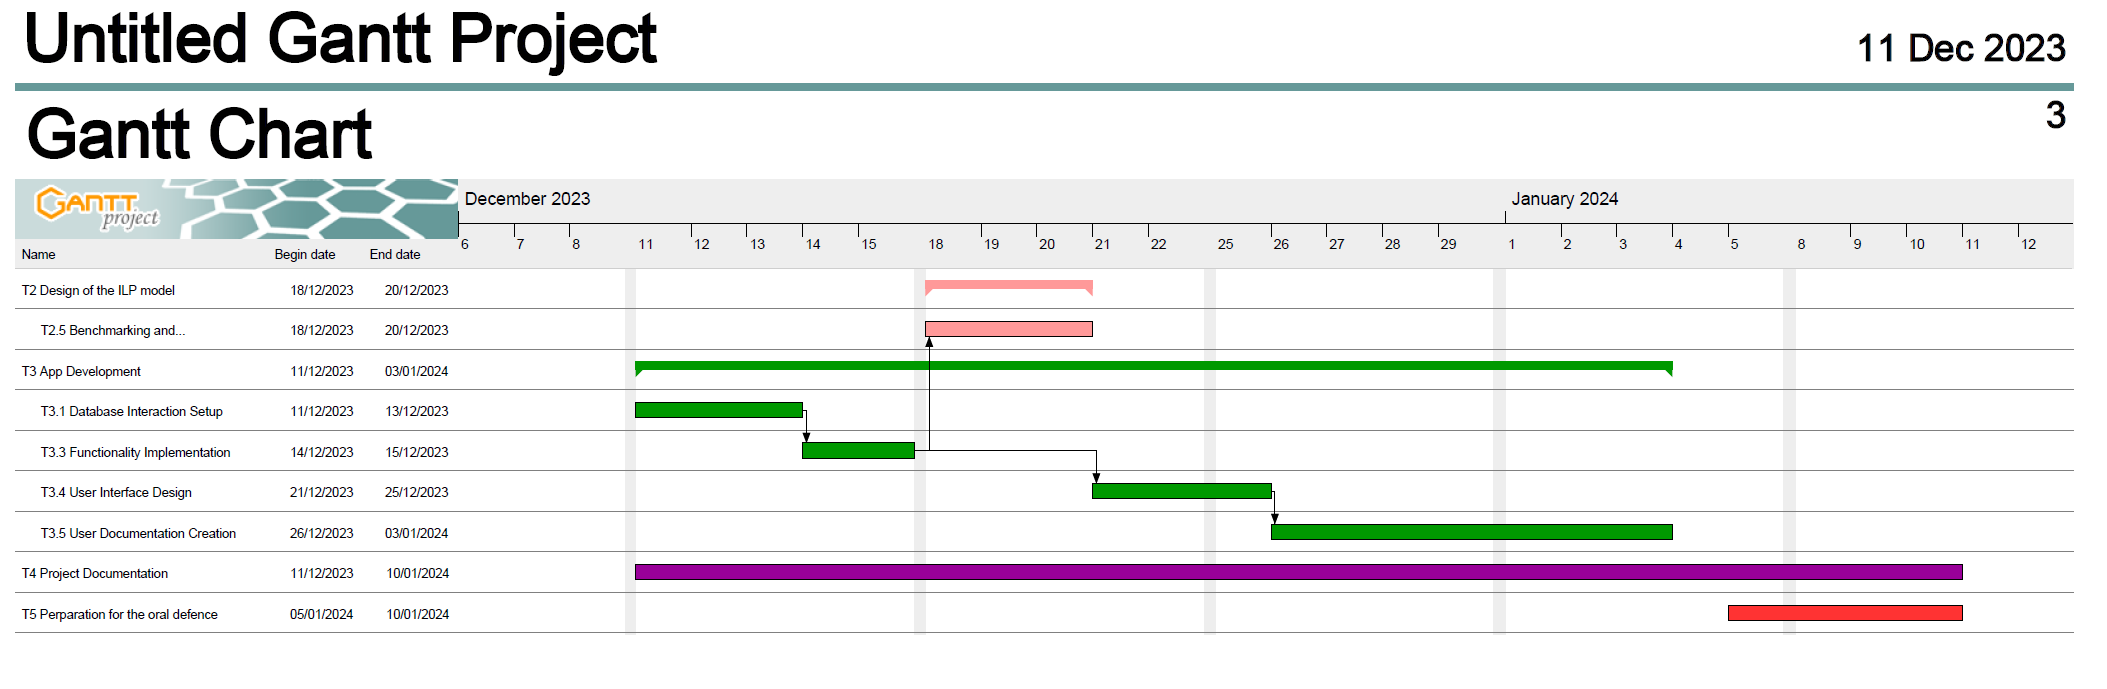 Untitled Gantt Project
11 Dec 2023
Gantt Chart
3
GANTT
project
December 2023
January 2024
6 7 8 11 12 13 14 15 18 19 20 21 22 25 26 27 28 29 1 2 3 4 5 8 9 10 11 12
Name Begin date End date
T2 Design of the ILP model 18/12/2023 20/12/2023
T2.5 Benchmarking and... 18/12/2023 20/12/2023
T3 App Development 11/12/2023 03/01/2024
T3.1 Database Interaction Setup 11/12/2023 13/12/2023
T3.3 Functionality Implementation 14/12/2023 15/12/2023
T3.4 User Interface Design 21/12/2023 25/12/2023
T3.5 User Documentation Creation 26/12/2023 03/01/2024
T4 Project Documentation 11/12/2023 10/01/2024
T5 Perparation for the oral defence 05/01/2024 10/01/2024